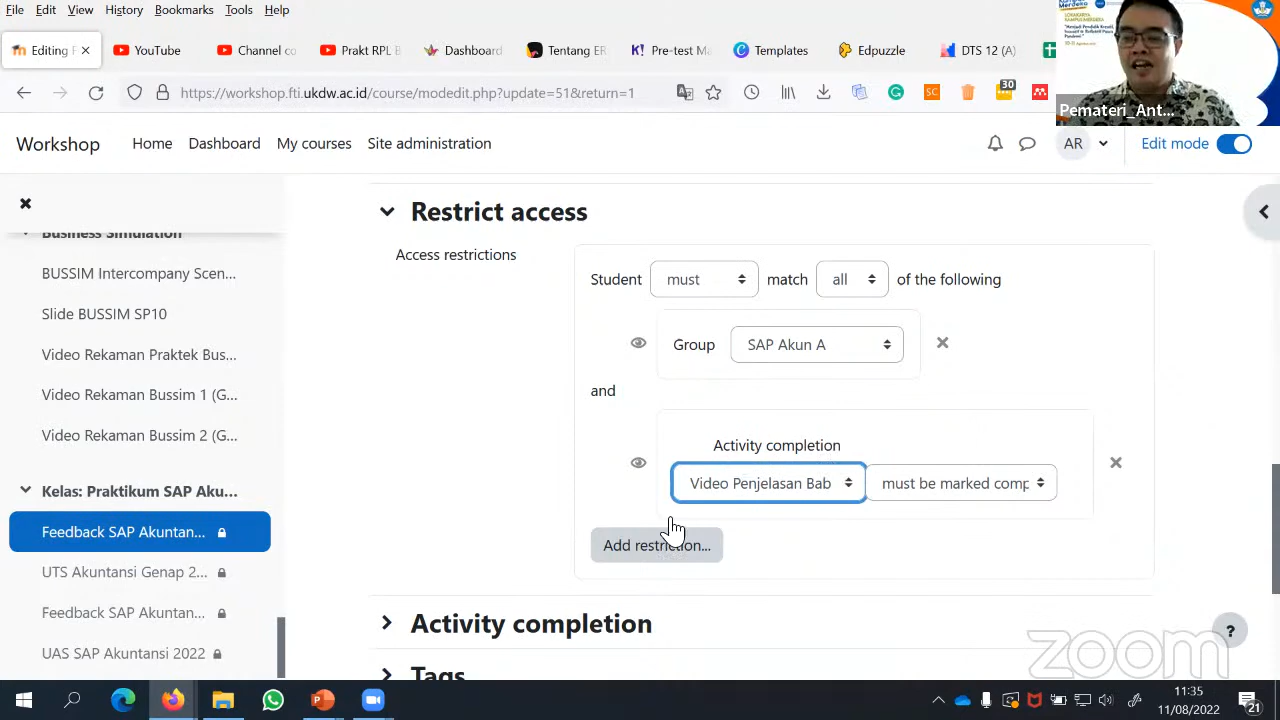 File Edit View History Bookmarks Tools Help
Editing F
YouTube
Channel co
Praktif FL E
Dashboard
Tentang ER
Pre-test Ma
Template
Edpuzzle
DTS 12 (A)
https://workshop.fti.ukdw.ac.id/course/modedit.php?update=51&return=1
SC
30
Pemateri_Ant...
Workshop Home Dashboard My courses Site administration AR Edit mode
Business Simulation
BUSSIM Intercompany Scen...
Slide BUSSIM SP10
Video Rekaman Praktek Bus...
Video Rekaman Bussim 1 (G...
Video Rekaman Bussim 2 (G...
Kelas: Praktikum SAP Aku...
Feedback SAP Akuntan...
UTS Akuntansi Genap 2...
Feedback SAP Akuntan...
UAS SAP Akuntansi 2022
Restrict access
Access restrictions
Student must match all of the following
Group SAP Akun A
and
Activity completion
Video Penjelasan Bab must be marked comp
Add restriction...
Activity completion
Tags
?
zoom
11:35
11/08/2022
21